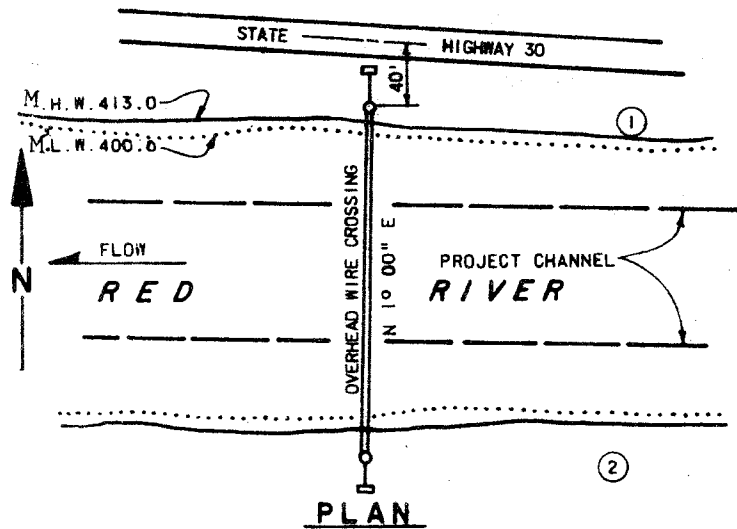 STATE HIGHWAY 30
40'
M.H.W. 413.0
M.L.W. 400.6
1
OVERHEAD WIRE CROSSING
N 1° 00" E
FLOW
PROJECT CHANNEL
N
RED RIVER
2
PLAN